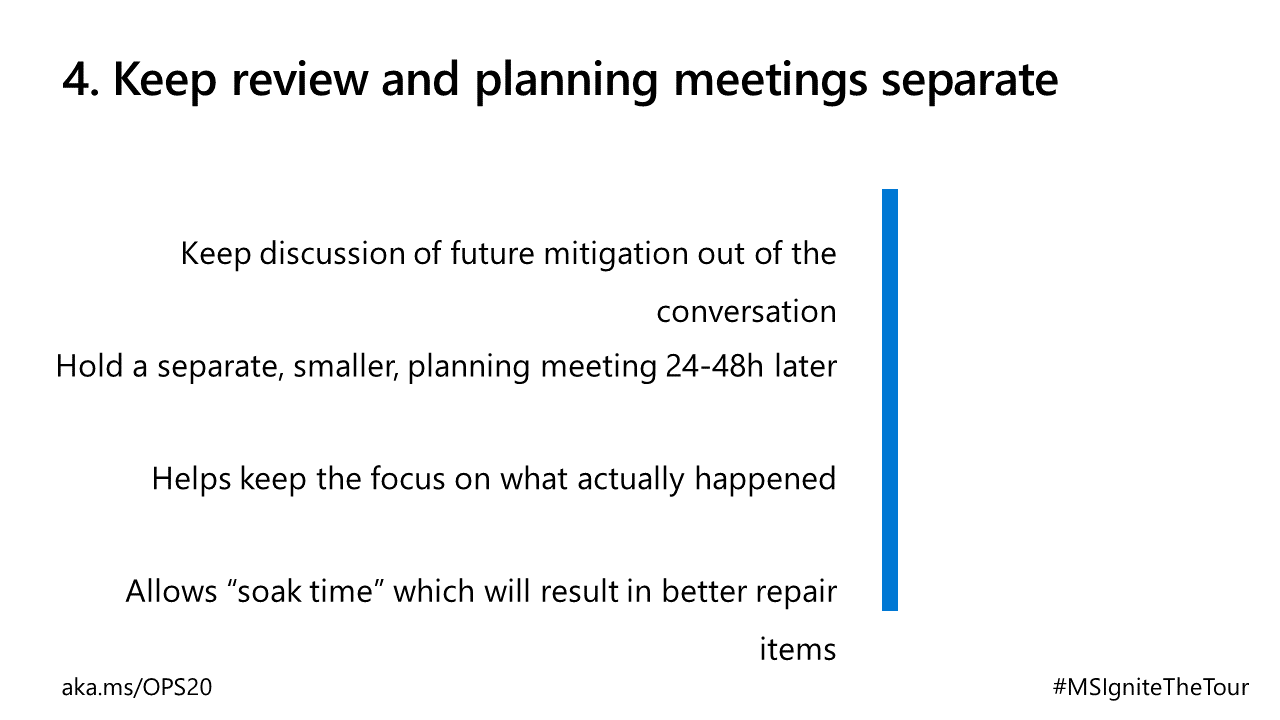 4. Keep review and planning meetings separate
Keep discussion of future mitigation out of the
conversation
Hold a separate, smaller, planning meeting 24-48h later
Helps keep the focus on what actually happened
Allows “soak time” which will result in better repair
items
aka.ms/OPS20
#MSIgniteTheTour